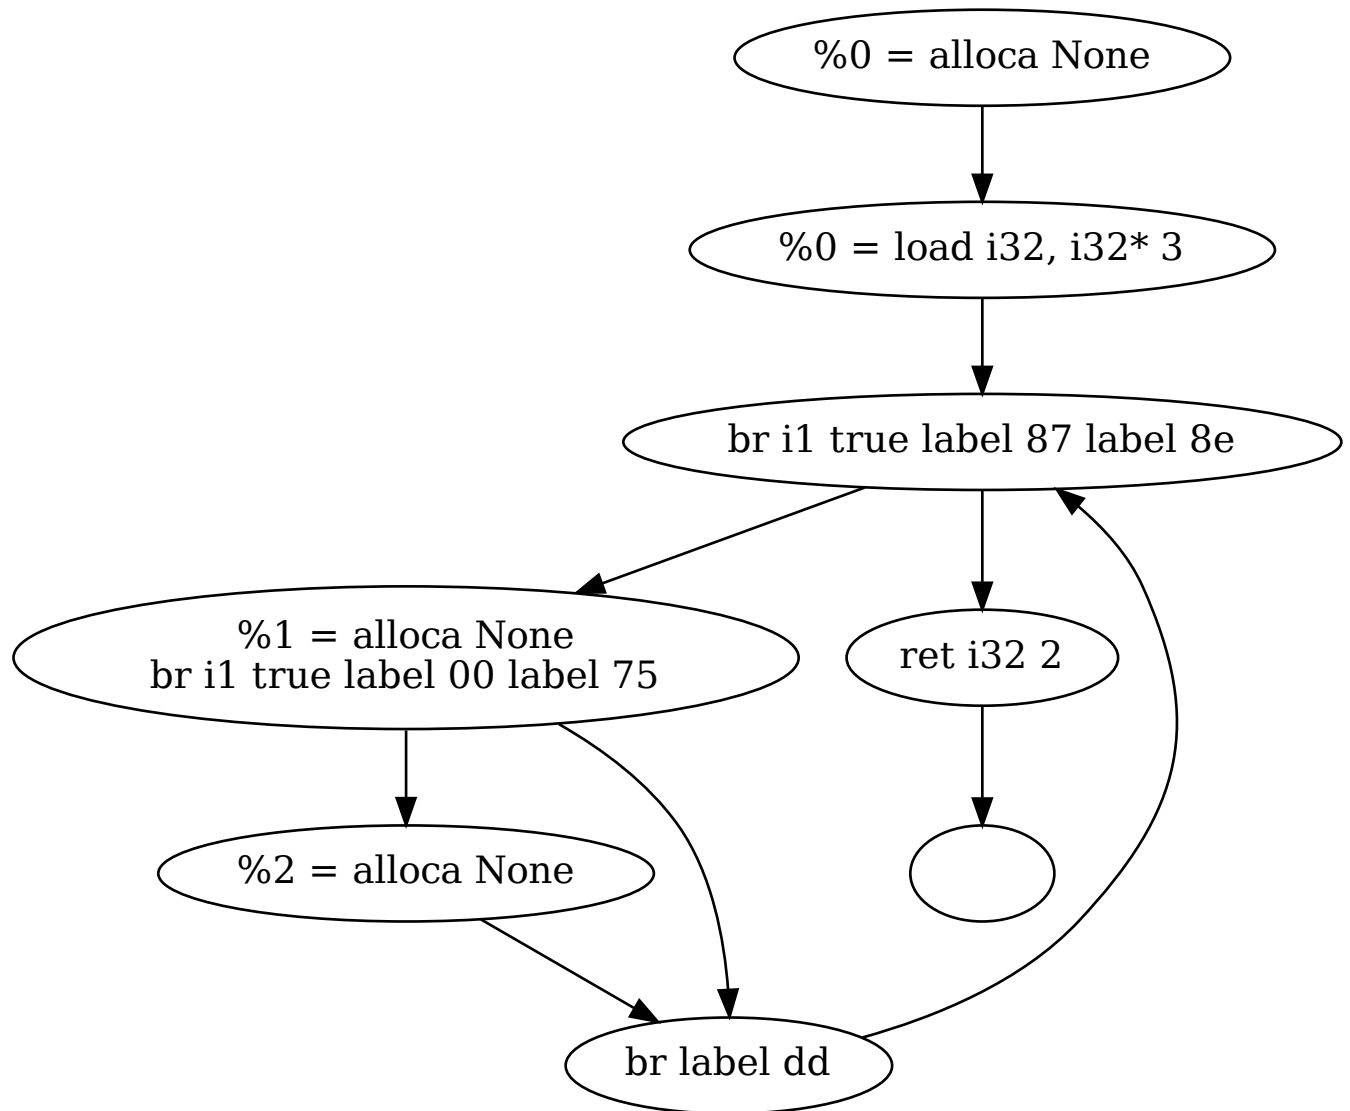 %0 = alloca None
%0 = load i32, i32* 3
br i1 true label 87 label 8e
%1 = alloca None
br i1 true label 00 label 75
ret i32 2
%2 = alloca None
br label dd